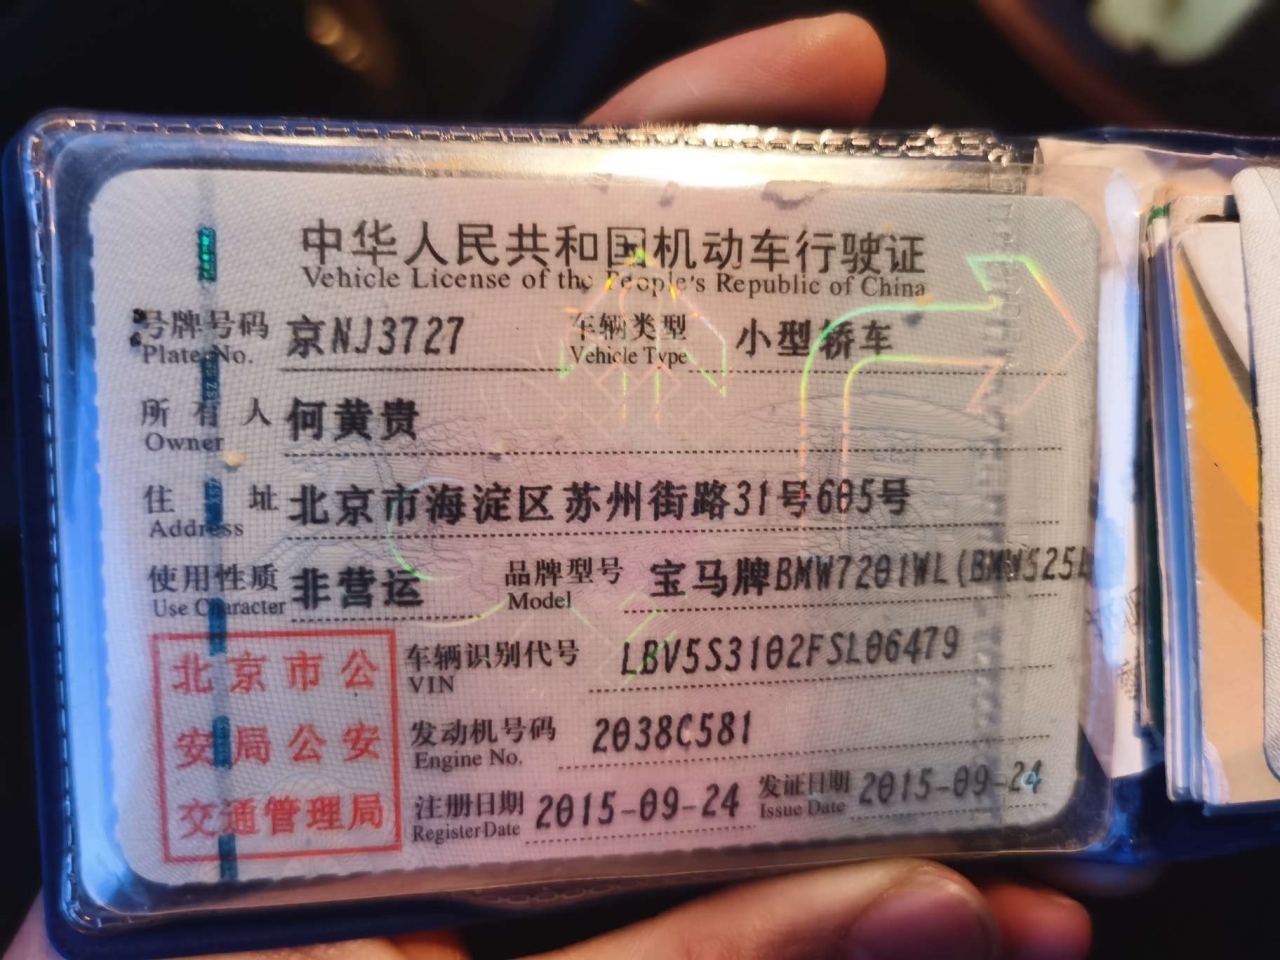 中华人民共和国机动车行驶证
Vehicle License of the People's Republic of China
号牌号码 京NJ3727 车辆类型 小型轿车
Plate No. Vehicle Type
所有人 何黄贵
Owner
住址 北京市海淀区苏州街路31号605号
Address
使用性质 非营运 品牌型号 宝马牌BMW7201WL(BMW525L
Use Character Model
北京市公
安局公安
交通管理局
车辆识别代号 LBV5S3102FSL06479
VIN
发动机号码 2038C581
Engine No.
注册日期 2015-09-24 发证日期 2015-09-24
Register Date Issue Date